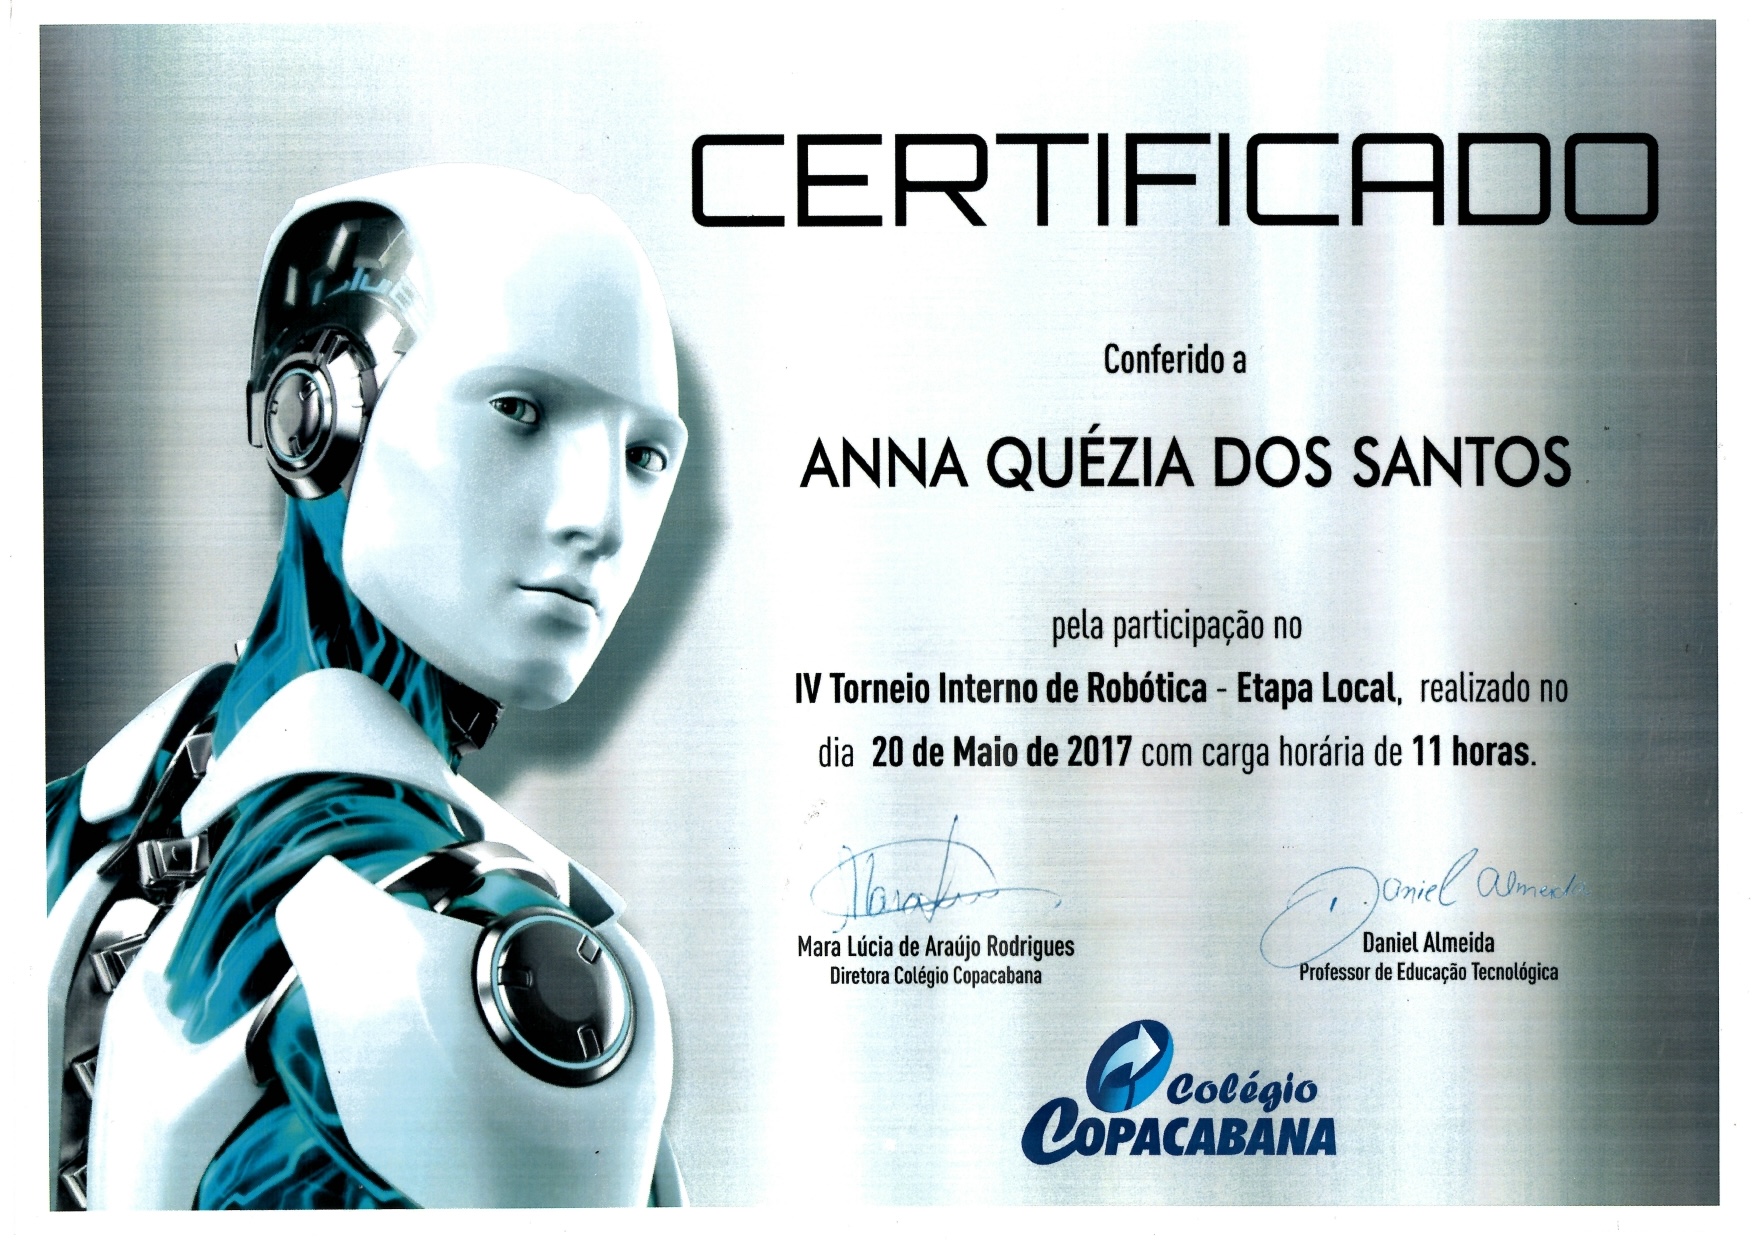 CERTIFICADO
Conferido a
ANNA QUÉZIA DOS SANTOS
pela participação no
IV Torneio Interno de Robótica - Etapa Local, realizado no
dia 20 de Maio de 2017 com carga horária de 11 horas.
Daniel Almeida
Mara Lúcia de Araújo Rodrigues
Diretora Colégio Copacabana
Daniel Almeida
Professor de Educação Tecnológica
Colégio
COPACABANA